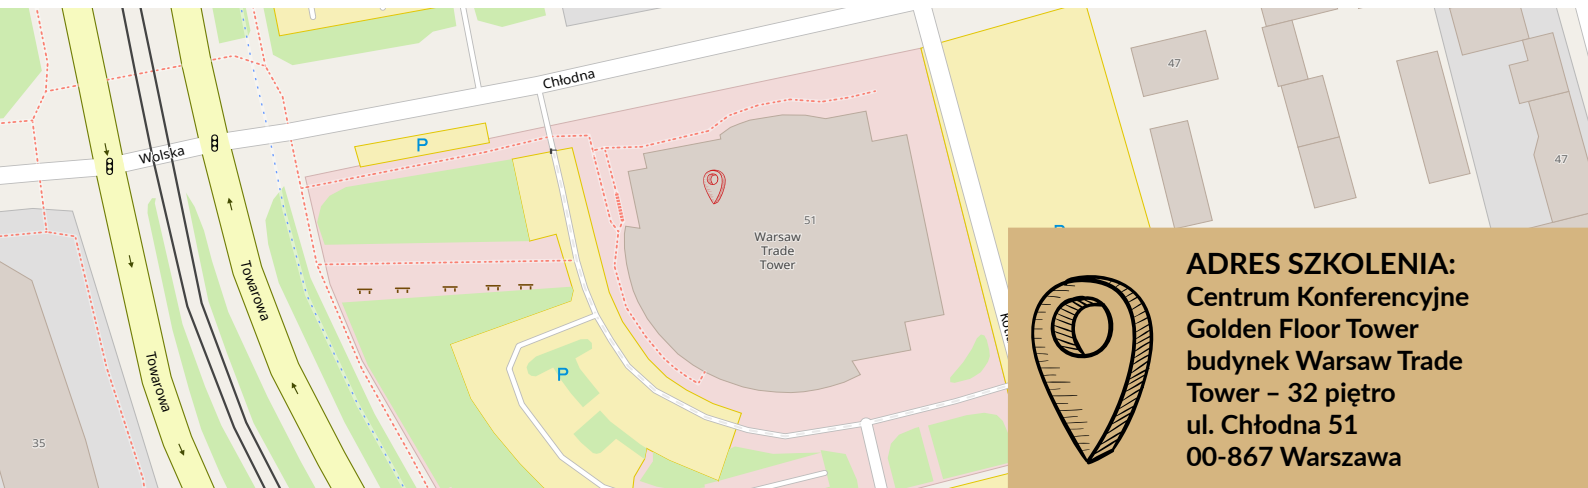 Chłodna
47
P
Wolska
47
51
Warsaw
Trade
Tower
Towarowa
P
Towarowa
35
ADRES SZKOLENIA:
Centrum Konferencyjne
Golden Floor Tower
budynek Warsaw Trade
Tower – 32 piętro
ul. Chłodna 51
00-867 Warszawa